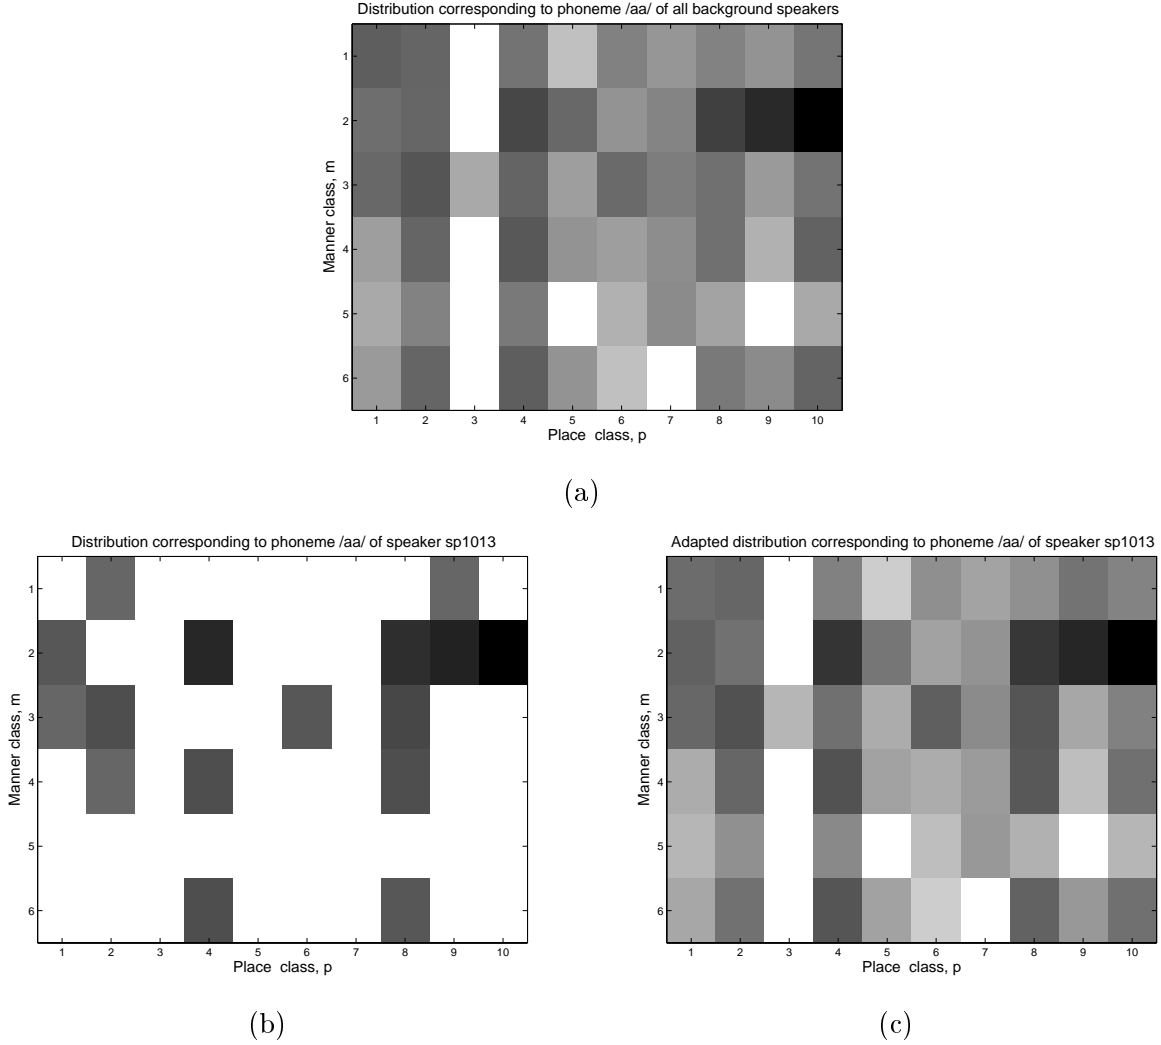 Distribution corresponding to phoneme /aa/ of all background speakers
Manner class, m
1
2
3
4
5
6
1 2 3 4 5 6 7 8 9 10
Place class, p
(a)
Distribution corresponding to phoneme /aa/ of speaker sp1013
Manner class, m
1
2
3
4
5
6
1 2 3 4 5 6 7 8 9 10
Place class, p
(b)
Adapted distribution corresponding to phoneme /aa/ of speaker sp1013
Manner class, m
1
2
3
4
5
6
1 2 3 4 5 6 7 8 9 10
Place class, p
(c)